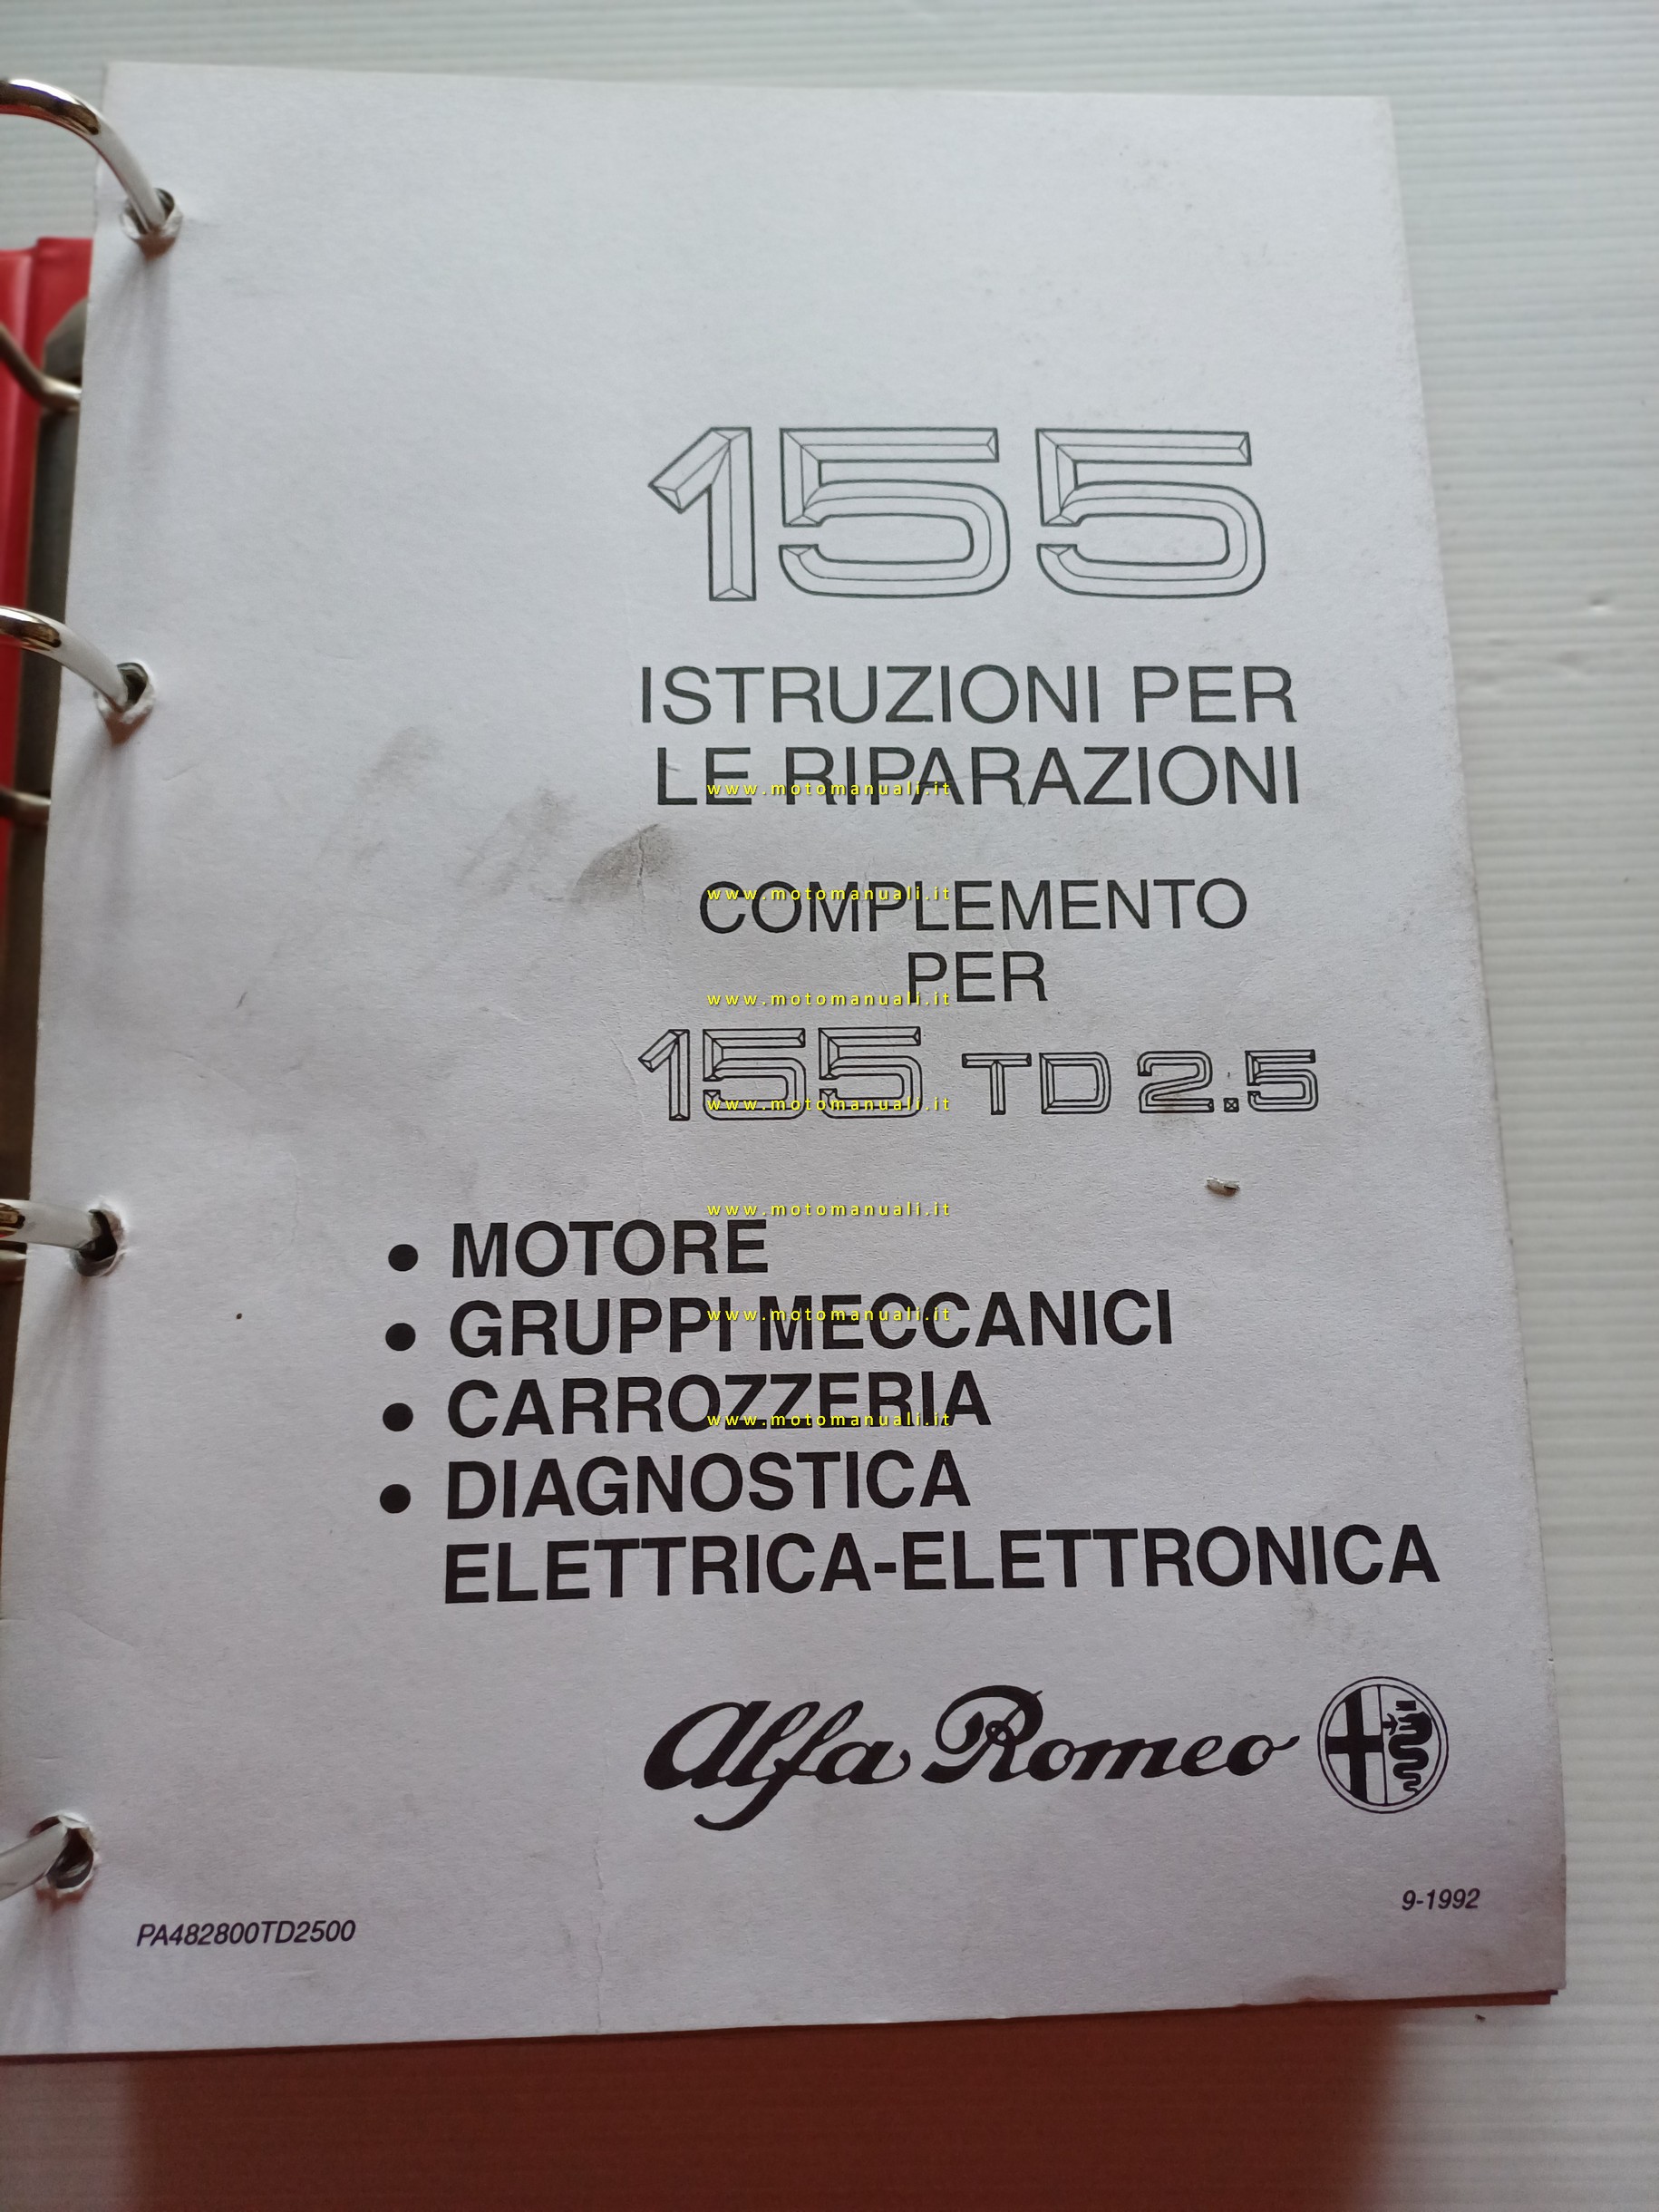 155
ISTRUZIONI PER
LE RIPARAZIONI
www.motomanuali.it
www.motomanuali.it
COMPLEMENTO
PER
www.motomanuali.it
155 TD 2.5
www.motomanuali.it
www.motomanuali.it
• MOTORE
• GRUPPI MECCANICI
www.motomanuali.it
• CARROZZERIA
www.motomanuali.it
• DIAGNOSTICA
ELETTRICA-ELETTRONICA
Alfa Romeo
9-1992
PA482800TD2500